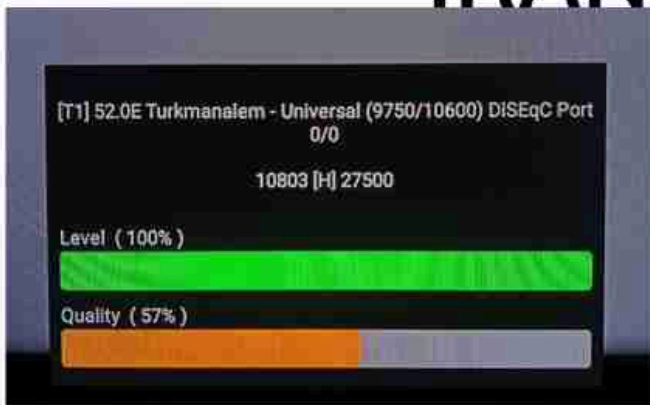 [T1] 52.0E Turkmanalem - Universal (9750/10600) DiSEqC Port
0/0
10803 [H] 27500
Level ( 100% )
Quality ( 57% )